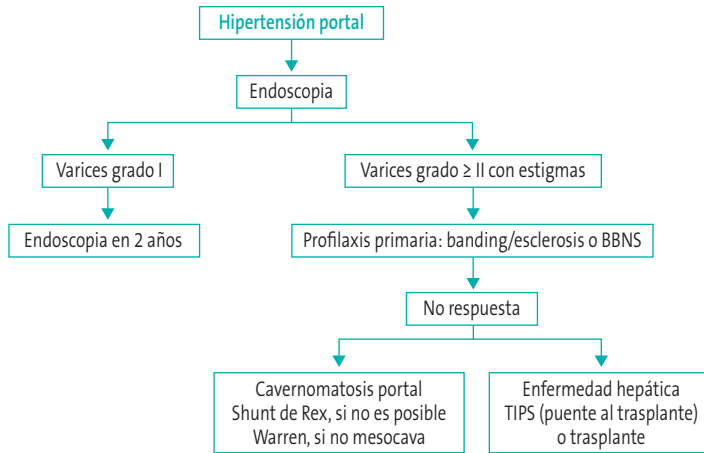 Hipertensión portal
Endoscopia
Varices grado I
Varices grado ≥ II con estigmas
Endoscopia en 2 años
Profilaxis primaria: banding/esclerosis o BBNS
No respuesta
Cavernomatosis portal
Shunt de Rex, si no es posible
Warren, si no mesocava
Enfermedad hepática
TIPS (puente al trasplante)
o trasplante